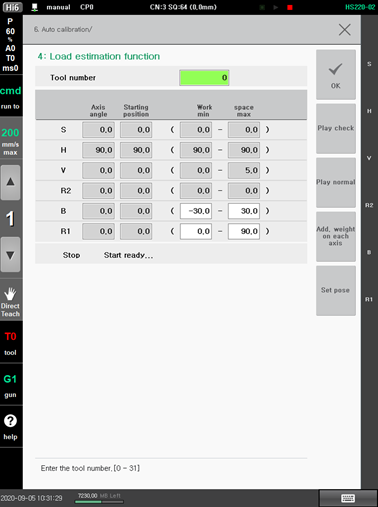 Hi6 manual CP0 CN:3 SQ:64 (0,0mm) HS220-02
P
60
%
A0
T0
ms0
cmd
run to
200
mm/s
max
1
Direct
Teach
T0
tool
G1
gun
?
help
6. Auto calibration/
4: Load estimation function
Tool number 0
Axis angle Starting position Work min space max
S 0,0 0,0 ( 0,0 - 0,0 )
H 90,0 90,0 ( 90,0 - 90,0 )
V 0,0 0,0 ( 0,0 - 5,0 )
R2 0,0 0,0 ( 0,0 - 0,0 )
B 0,0 0,0 ( -30,0 - 30,0 )
R1 0,0 0,0 ( 0,0 - 90,0 )
Stop Start ready...
OK
Play check
Play normal
Add, weight
on each
axis
Set pose
S
H
V
R2
B
R1
Enter the tool number, [0 - 31]
2020-09-05 10:31:29 7230,00 MB Left